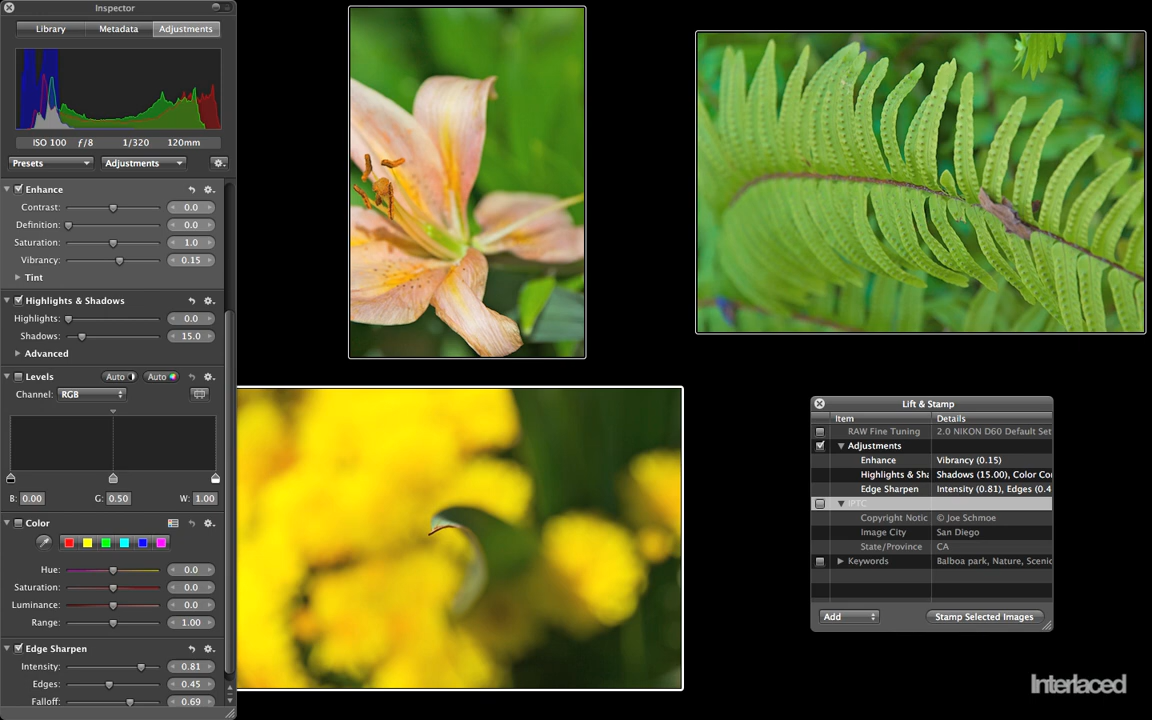 Inspector
Library Metadata Adjustments
ISO 100 f/8 1/320 120mm
Presets Adjustments
Enhance
Contrast: 0.0
Definition: 0.0
Saturation: 1.0
Vibrancy: 0.15
Tint
Highlights & Shadows
Highlights: 0.0
Shadows: 15.0
Advanced
Levels Auto Auto
Channel: RGB
B: 0.00 G: 0.50 W: 1.00
Color
Hue: 0.0
Saturation: 0.0
Luminance: 0.0
Range: 1.00
Edge Sharpen
Intensity: 0.81
Edges: 0.45
Falloff: 0.69
Lift & Stamp
Item Details
RAW Fine Tuning 2.0 NIKON D60 Default Set
Adjustments
Enhance Vibrancy (0.15)
Highlights & Sha Shadows (15.00), Color Co
Edge Sharpen Intensity (0.81), Edges (0.4
IPTC
Copyright Notic © Joe Schmoe
Image City San Diego
State/Province CA
Keywords Balboa park, Nature, Scenic
Add Stamp Selected Images
Interlaced